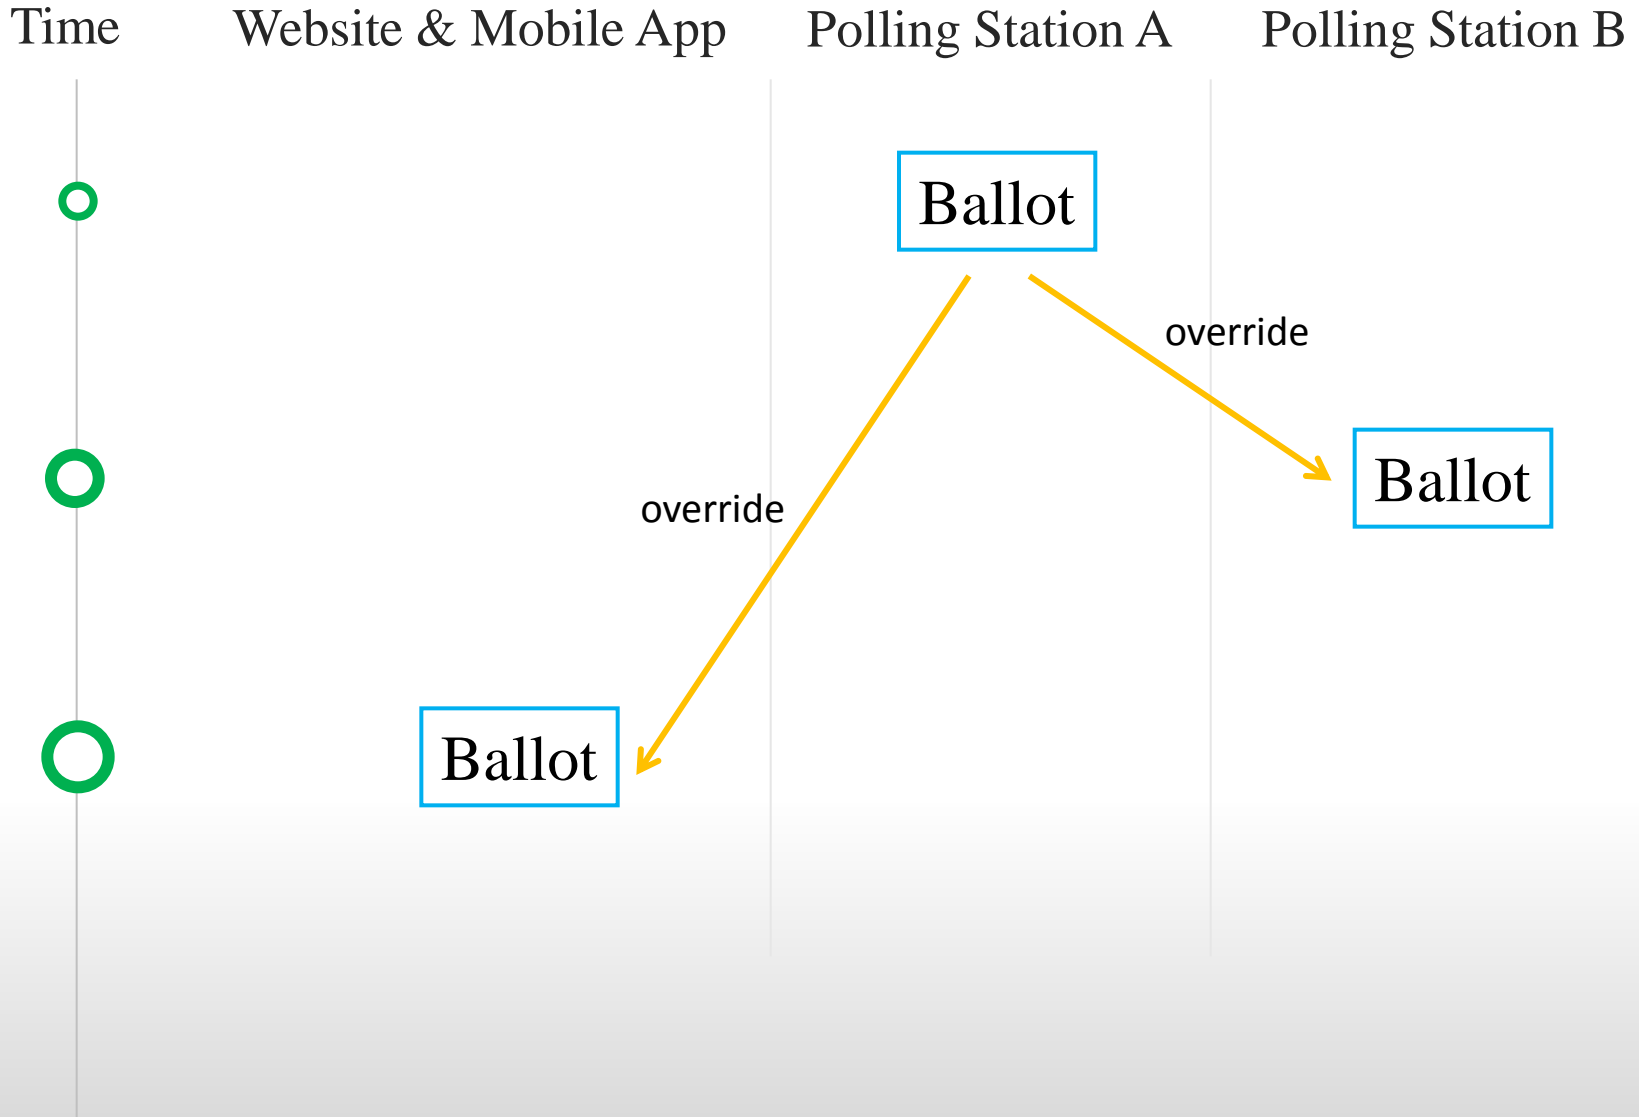 Time
Website & Mobile App
Polling Station A
Polling Station B
Ballot
override
Ballot
override
Ballot